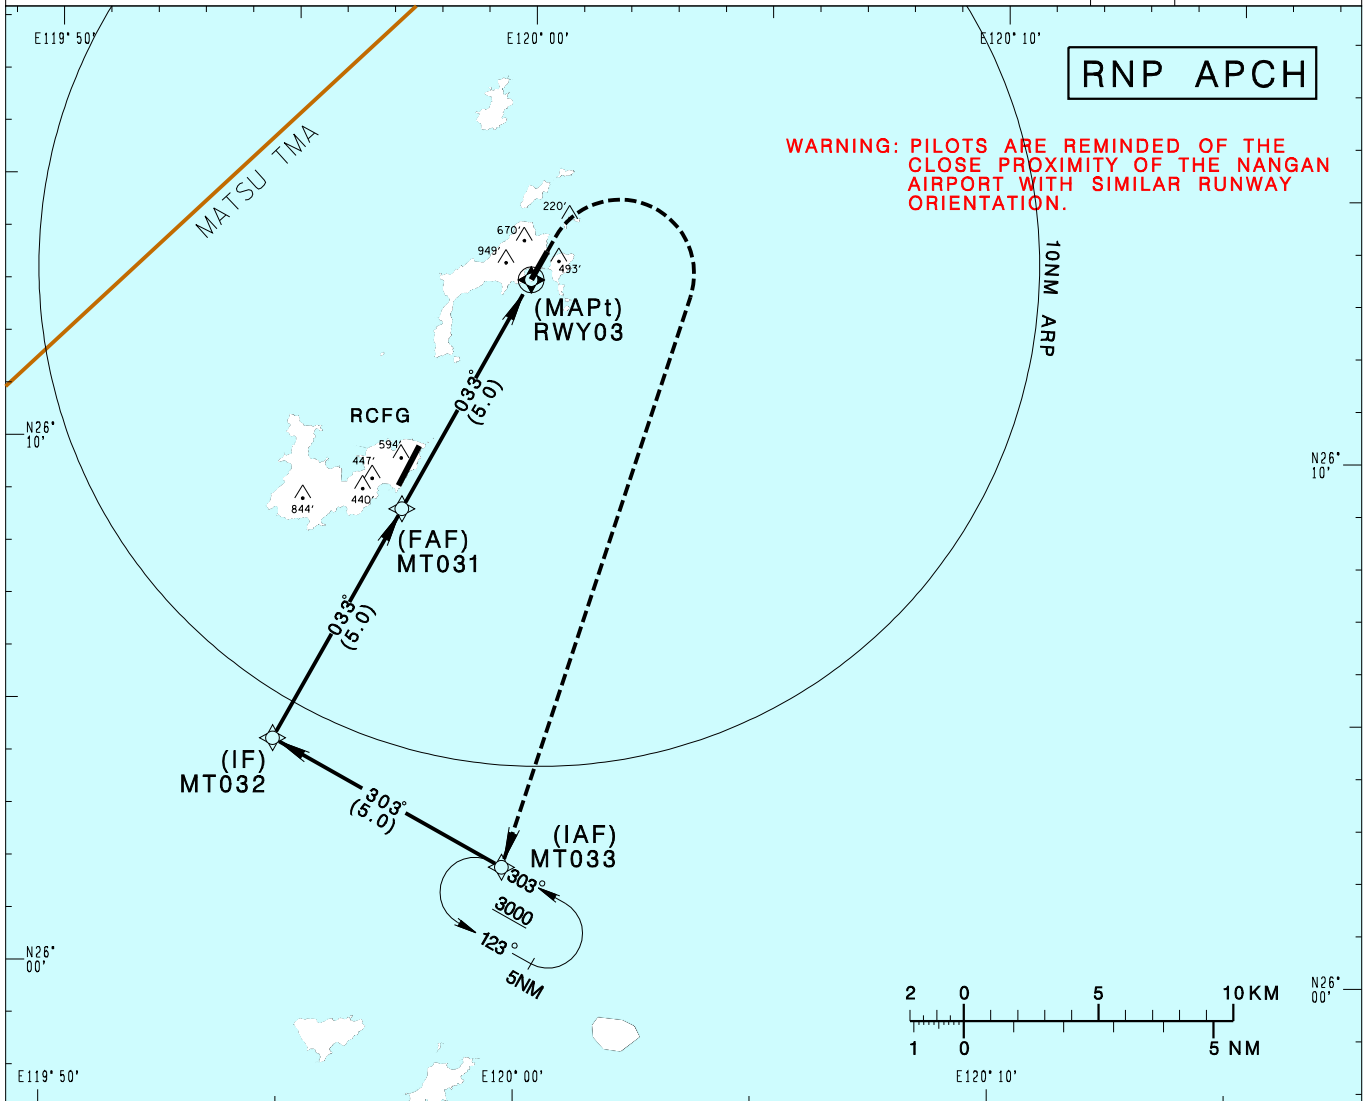 E119°50'
E120°00'
E120°10'
RNP APCH
WARNING: PILOTS ARE REMINDED OF THE
CLOSE PROXIMITY OF THE NANGAN
AIRPORT WITH SIMILAR RUNWAY
ORIENTATION.
MATSU TMA
220'
670'
949'
493'
10NM ARP
(MAPt)
RWY03
033°
(5.0)
RCFG
N26°
10'
594'
447'
440'
844'
N26°
10'
(FAF)
MT031
033°
(5.0)
(IF)
MT032
303°
(5.0)
(IAF)
MT033
303°
3000
123°
5NM
N26°
00'
N26°
00'
2 0 5 10KM
1 0 5 NM
E119°50'
E120°00'
E120°10'